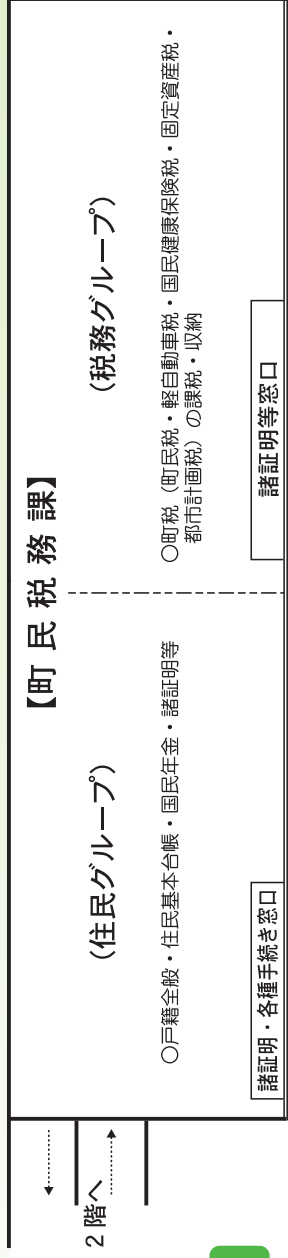 【町 民 税 務 課】
(住民グループ)
○戸籍全般・住民基本台帳・国民年金・諸証明等
諸証明・各種手続き窓口
(税務グループ)
○町税(町民税・軽自動車税・国民健康保険税・固定資産税・
都市計画税)の課税・収納
諸証明等窓口
2階へ